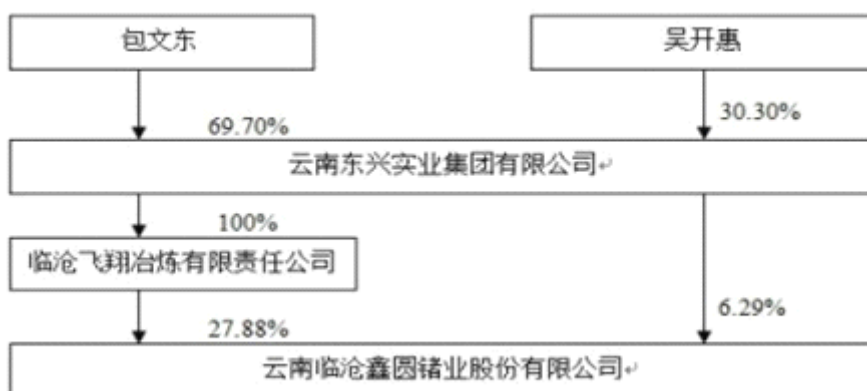 包文东
吴开惠
69.70%
30.30%
云南东兴实业集团有限公司
100%
临沧飞翔冶炼有限责任公司
27.88%
6.29%
云南临沧鑫圆锗业股份有限公司